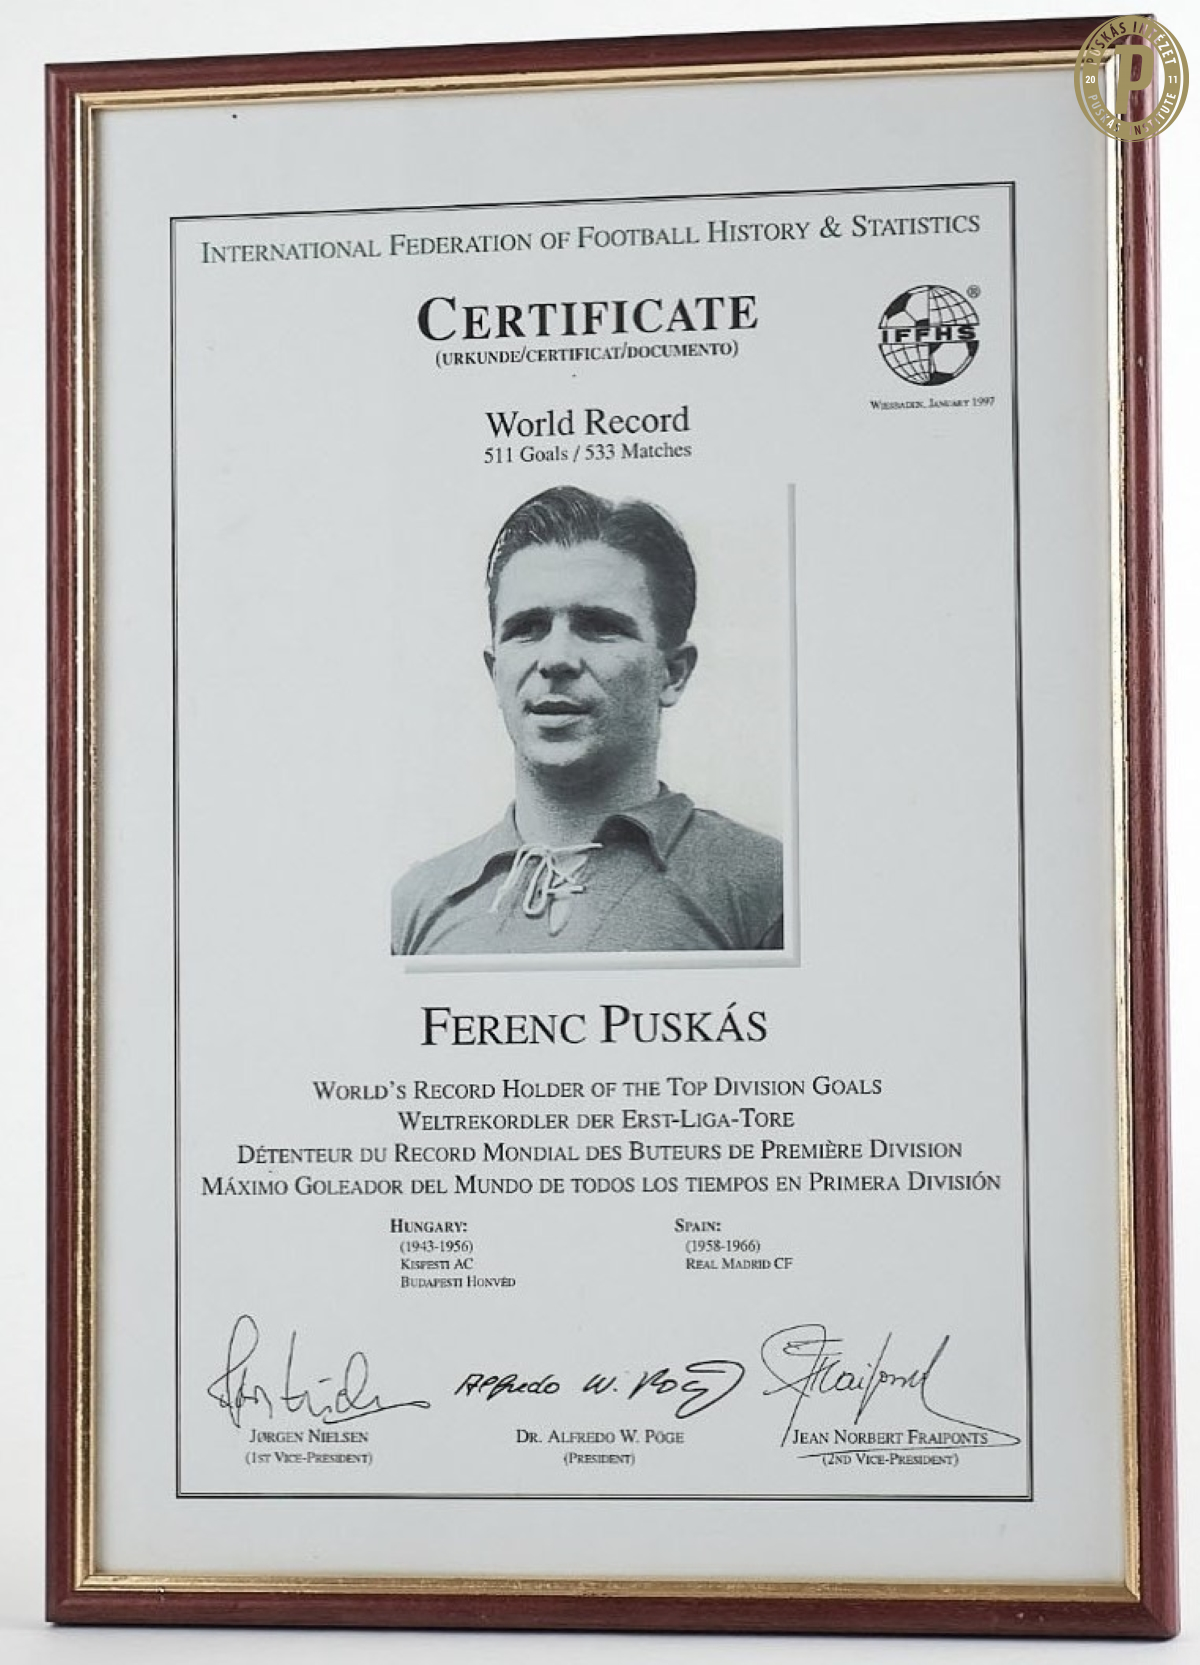 PUSKÁS INTÉZET
20 11
PUSKÁS INSTITUTE
INTERNATIONAL FEDERATION OF FOOTBALL HISTORY & STATISTICS
CERTIFICATE
(URKUNDE/CERTIFICAT/DOCUMENTO)
IFFHS®
WIESBADEN, JANUARY 1997
World Record
511 Goals / 533 Matches
FERENC PUSKÁS
WORLD'S RECORD HOLDER OF THE TOP DIVISION GOALS
WELTREKORDLER DER ERST-LIGA-TORE
DÉTENTEUR DU RECORD MONDIAL DES BUTEURS DE PREMIÈRE DIVISION
MÁXIMO GOLEADOR DEL MUNDO DE TODOS LOS TIEMPOS EN PRIMERA DIVISIÓN
HUNGARY:
(1943-1956)
KISPESTI AC
BUDAPESTI HONVÉD
SPAIN:
(1958-1966)
REAL MADRID CF
Alfredo W. Pöge
JØRGEN NIELSEN
(1ST VICE-PRESIDENT)
DR. ALFREDO W. PÖGE
(PRESIDENT)
JEAN NORBERT FRAIPONTS
(2ND VICE-PRESIDENT)